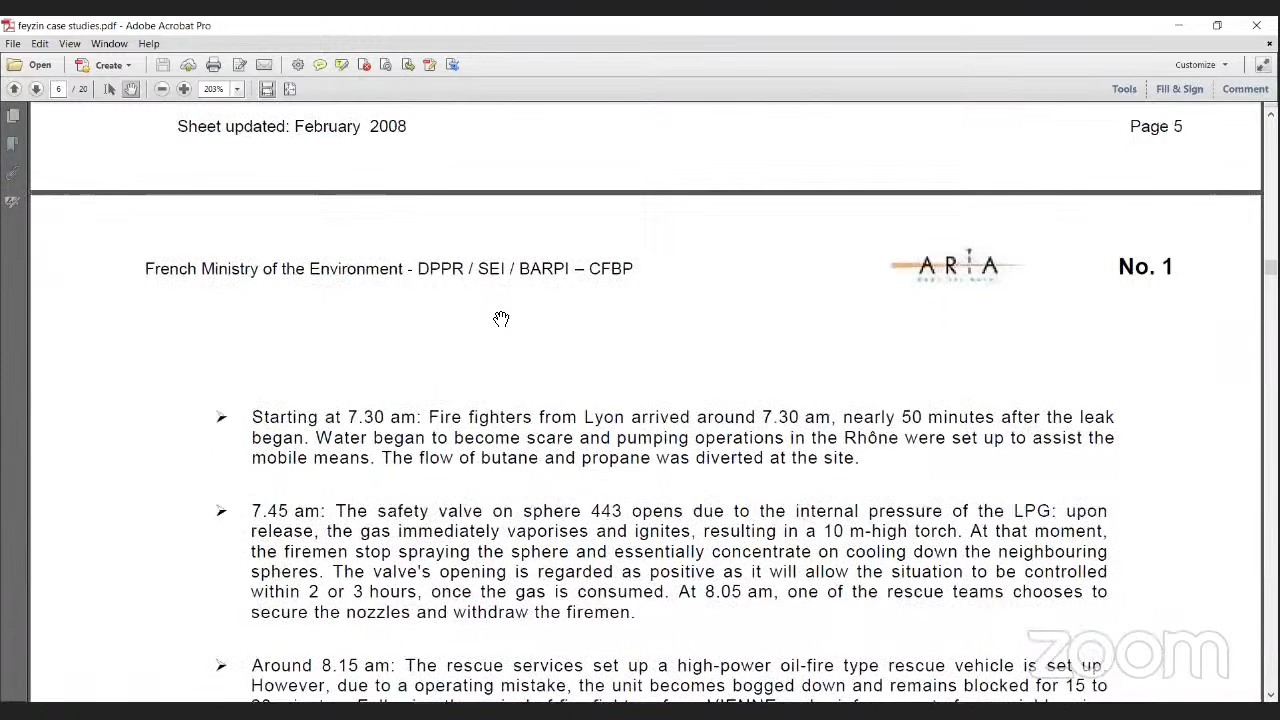 feyzin case studies.pdf - Adobe Acrobat Pro
File Edit View Window Help
Open Create Customize
6 / 20 203% Tools Fill & Sign Comment
Sheet updated: February 2008 Page 5
French Ministry of the Environment - DPPR / SEI / BARPI – CFBP ARIA No. 1
➢ Starting at 7.30 am: Fire fighters from Lyon arrived around 7.30 am, nearly 50 minutes after the leak
began. Water began to become scare and pumping operations in the Rhône were set up to assist the
mobile means. The flow of butane and propane was diverted at the site.
➢ 7.45 am: The safety valve on sphere 443 opens due to the internal pressure of the LPG: upon
release, the gas immediately vaporises and ignites, resulting in a 10 m-high torch. At that moment,
the firemen stop spraying the sphere and essentially concentrate on cooling down the neighbouring
spheres. The valve's opening is regarded as positive as it will allow the situation to be controlled
within 2 or 3 hours, once the gas is consumed. At 8.05 am, one of the rescue teams chooses to
secure the nozzles and withdraw the firemen.
➢ Around 8.15 am: The rescue services set up a high-power oil-fire type rescue vehicle is set up.
However, due to a operating mistake, the unit becomes bogged down and remains blocked for 15 to
zoom